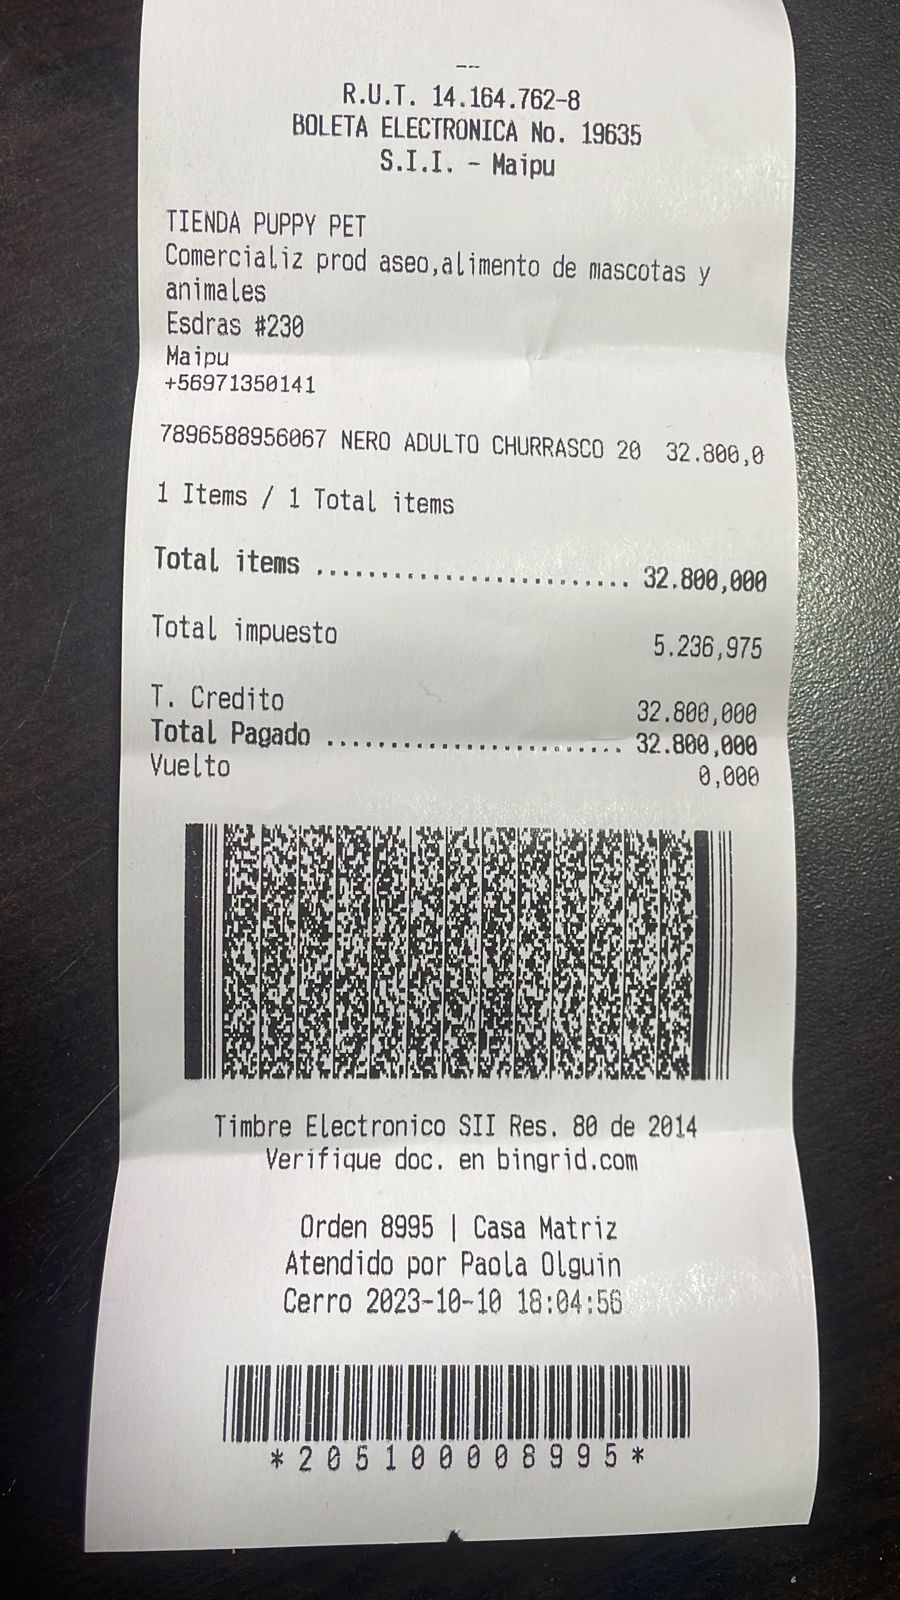 --
R.U.T. 14.164.762-8
BOLETA ELECTRONICA No. 19635
S.I.I. - Maipu
TIENDA PUPPY PET
Comercializ prod aseo,alimento de mascotas y
animales
Esdras #230
Maipu
+56971350141
7896588956067 NERO ADULTO CHURRASCO 20 32.800,0
1 Items / 1 Total items
Total items ........................ 32.800,000
Total impuesto 5.236,975
T. Credito 32.800,000
Total Pagado ....................... 32.800,000
Vuelto 0,000
Timbre Electronico SII Res. 80 de 2014
Verifique doc. en bingrid.com
Orden 8995 | Casa Matriz
Atendido por Paola Olguin
Cerro 2023-10-10 18:04:56
*205100008995*